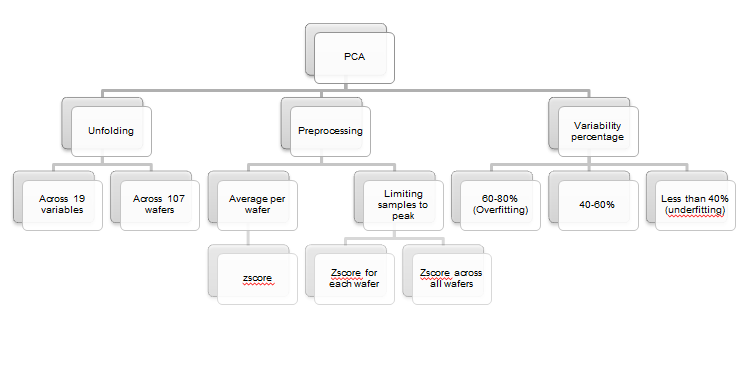 PCA
Unfolding
Preprocessing
Variability
percentage
Across 19
variables
Across 107
wafers
Average per
wafer
Limiting
samples to
peak
60-80%
(Overfitting)
40-60%
Less than 40%
(underfitting)
zscore
Zscore for
each wafer
Zscore across
all wafers